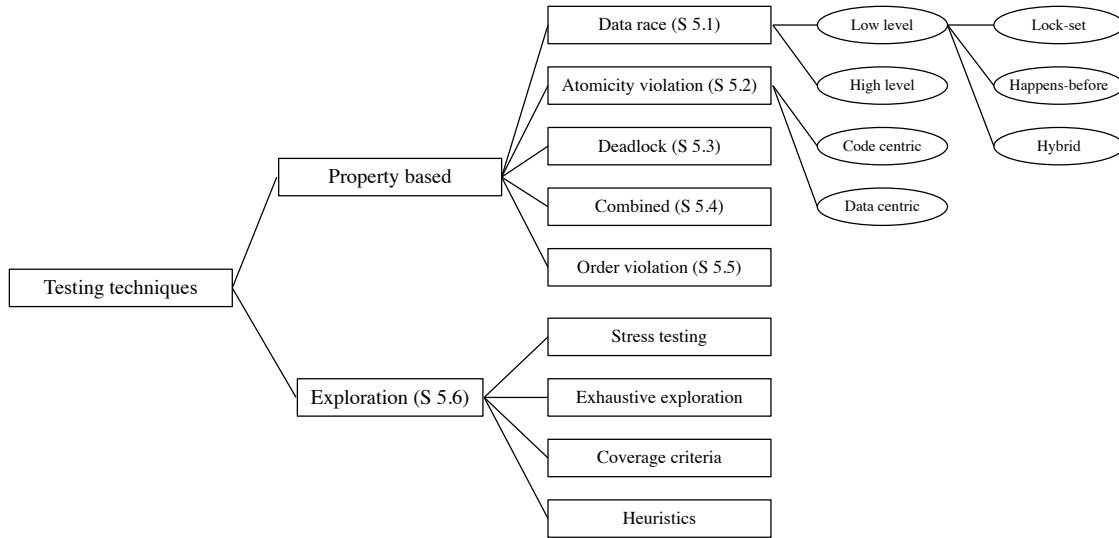 Data race (S 5.1)
Low level
Lock-set
Atomicity violation (S 5.2)
High level
Happens-before
Deadlock (S 5.3)
Code centric
Hybrid
Property based
Combined (S 5.4)
Data centric
Order violation (S 5.5)
Testing techniques
Stress testing
Exploration (S 5.6)
Exhaustive exploration
Coverage criteria
Heuristics